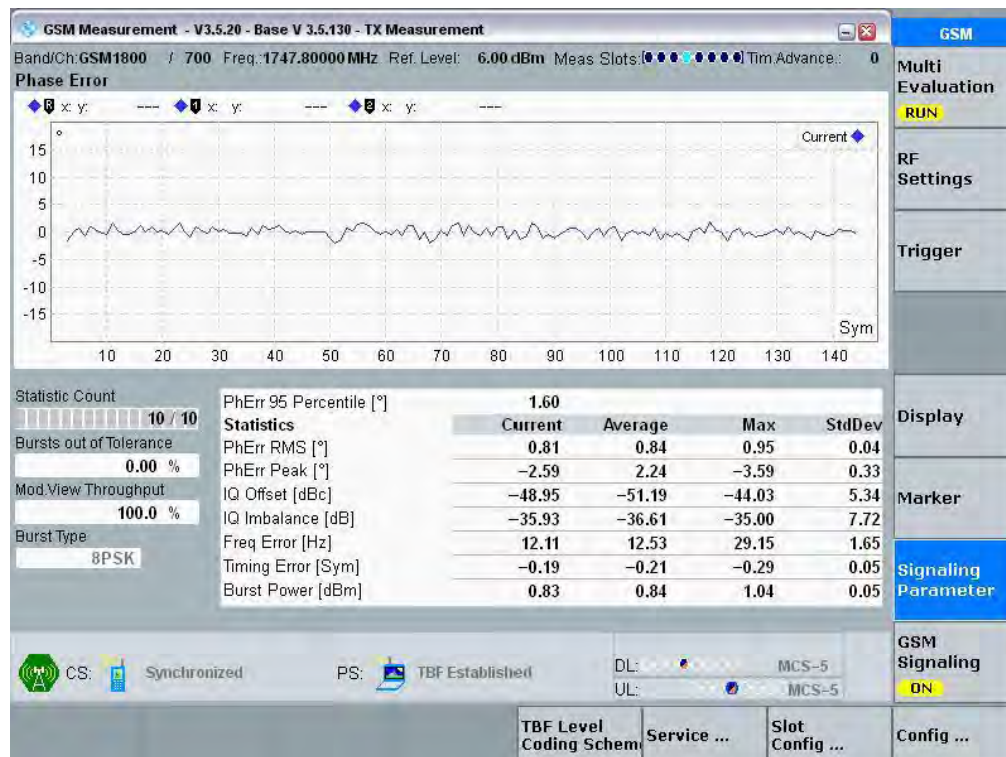 GSM Measurement - V3.5.20 - Base V 3.5.130 - TX Measurement
GSM
Band/Ch:GSM1800 / 700 Freq.:1747.80000 MHz Ref. Level: 6.00 dBm Meas Slots: Tim.Advance.: 0
Phase Error
Multi Evaluation
RUN
R x: y: --- 1 x: y: --- 2 x: y: ---
° Current
15
10
5
0
-5
-10
-15
Sym
10 20 30 40 50 60 70 80 90 100 110 120 130 140
RF Settings
Trigger
Statistic Count
10 / 10
Bursts out of Tolerance
0.00 %
Mod.View Throughput
100.0 %
Burst Type
8PSK
PhErr 95 Percentile [°] 1.60
Statistics Current Average Max StdDev
PhErr RMS [°] 0.81 0.84 0.95 0.04
PhErr Peak [°] -2.59 2.24 -3.59 0.33
IQ Offset [dBc] -48.95 -51.19 -44.03 5.34
IQ Imbalance [dB] -35.93 -36.61 -35.00 7.72
Freq Error [Hz] 12.11 12.53 29.15 1.65
Timing Error [Sym] -0.19 -0.21 -0.29 0.05
Burst Power [dBm] 0.83 0.84 1.04 0.05
Display
Marker
Signaling Parameter
GSM Signaling
ON
CS: Synchronized PS: TBF Established DL: MCS-5
UL: MCS-5
TBF Level
Coding Schem
Service ...
Slot
Config ...
Config ...